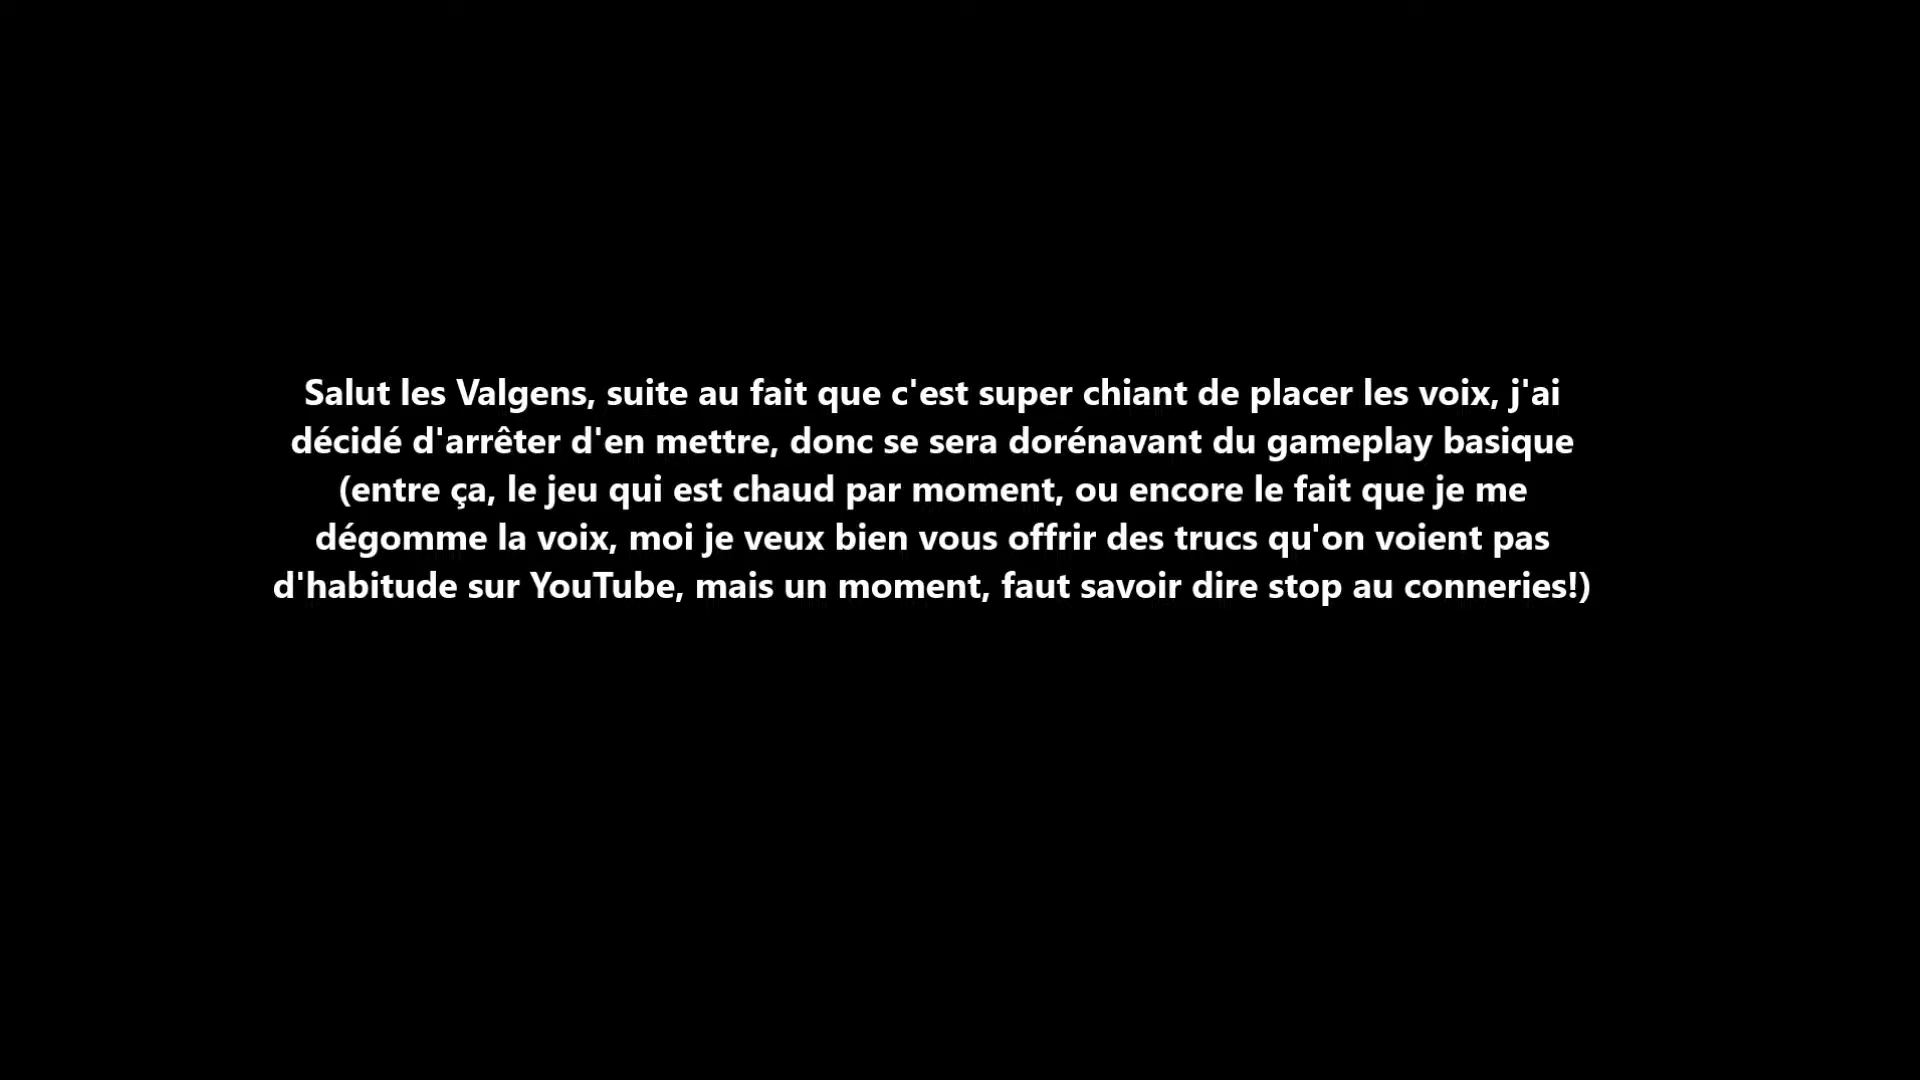 Salut les Valgens, suite au fait que c'est super chiant de placer les voix, j'ai
décidé d'arrêter d'en mettre, donc se sera dorénavant du gameplay basique
(entre ça, le jeu qui est chaud par moment, ou encore le fait que je me
dégomme la voix, moi je veux bien vous offrir des trucs qu'on voient pas
d'habitude sur YouTube, mais un moment, faut savoir dire stop au conneries!)